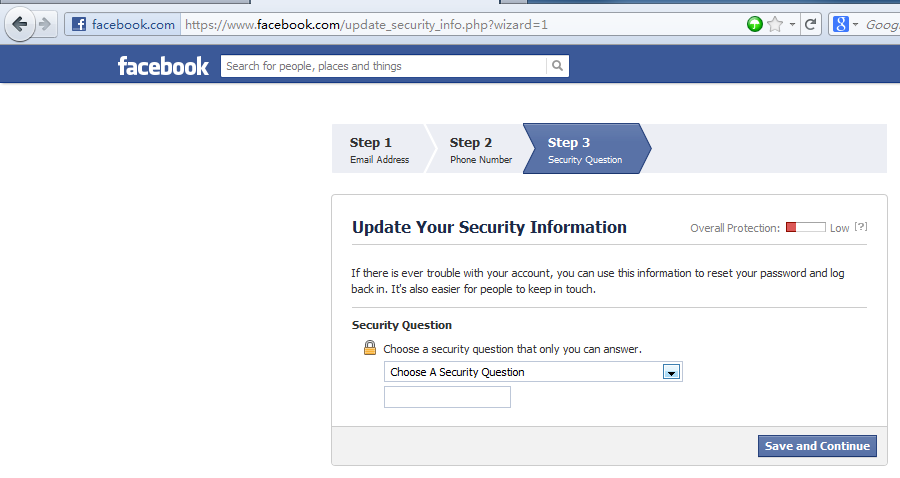 facebook.com https://www.facebook.com/update_security_info.php?wizard=1 8 Goog
facebook Search for people, places and things
Step 1 Step 2 Step 3
Email Address Phone Number Security Question
Update Your Security Information Overall Protection: Low [?]
If there is ever trouble with your account, you can use this information to reset your password and log
back in. It's also easier for people to keep in touch.
Security Question
Choose a security question that only you can answer.
Choose A Security Question
Save and Continue